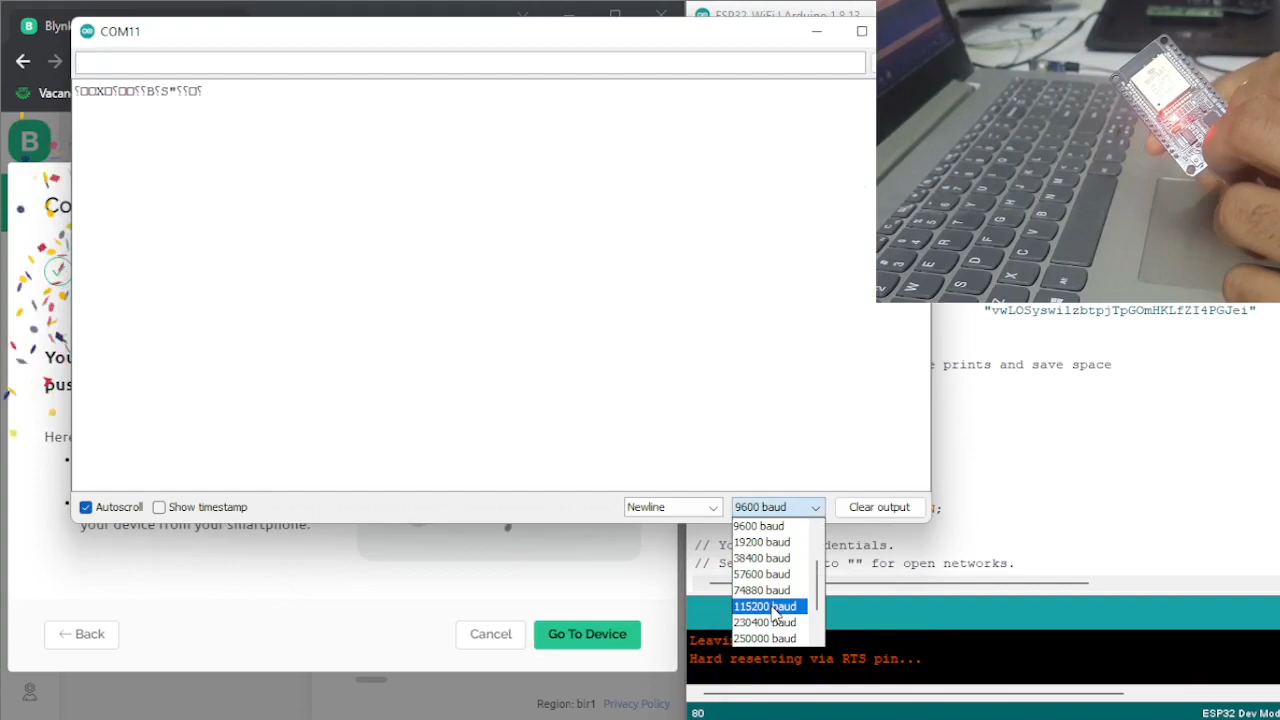 Blyn
ESP32_WiFi | Arduino 1.8.13
COM11
Vacan
B
Co
You
pus
Here
your device from your smartphone.
Autoscroll
Show timestamp
Newline
9600 baud
Clear output
9600 baud
19200 baud
38400 baud
57600 baud
74880 baud
115200 baud
230400 baud
250000 baud
"vwLOSyswilzbtpjTpGOmHKLfZI4PGJei"
e prints and save space
N;
// Yo dentials.
// Se to "" for open networks.
← Back
Cancel
Go To Device
Leavi
Hard resetting via RTS pin...
Region: blr1
Privacy Policy
80
ESP32 Dev Mod